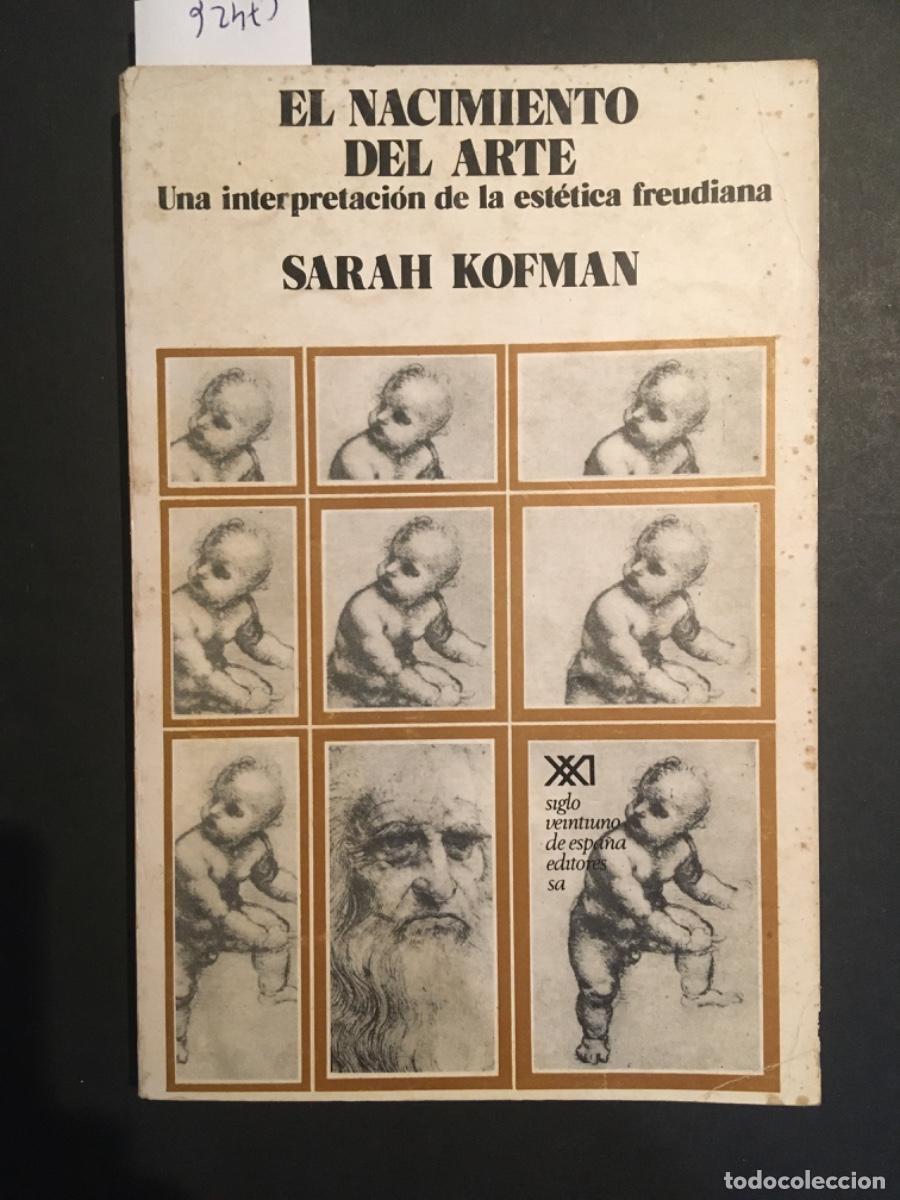 EL NACIMIENTO
DEL ARTE
Una interpretación de la estética freudiana
SARAH KOFMAN
XXI
siglo
veintiuno
de españa
editores
sa
todocoleccion